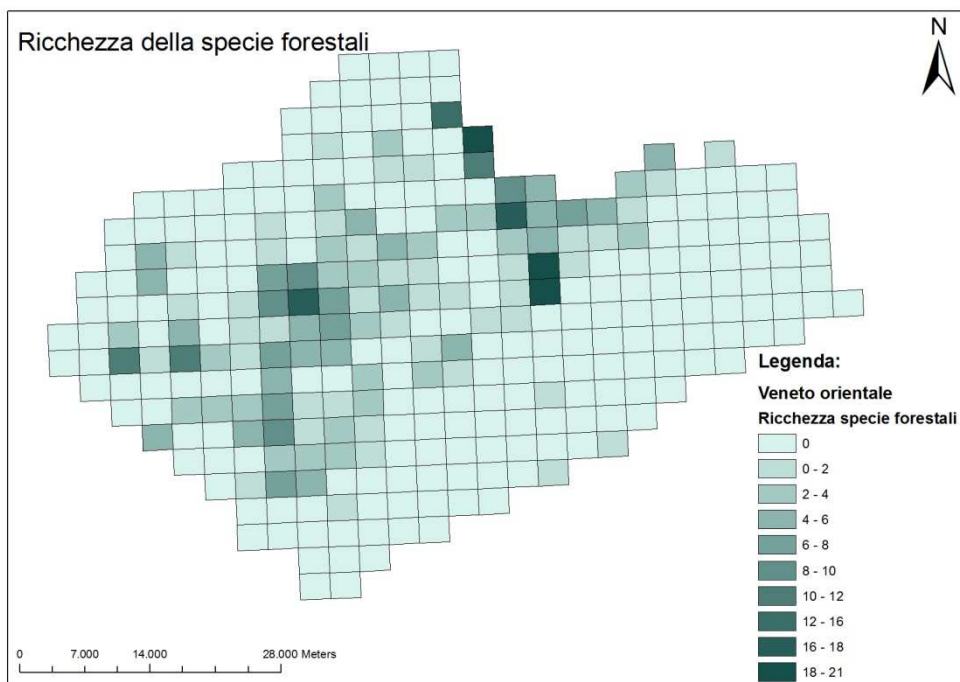 Ricchezza della specie forestali
N
Legenda:
Veneto orientale
Ricchezza specie forestali
0
0 - 2
2 - 4
4 - 6
6 - 8
8 - 10
10 - 12
12 - 16
16 - 18
18 - 21
0 7.000 14.000 28.000 Meters